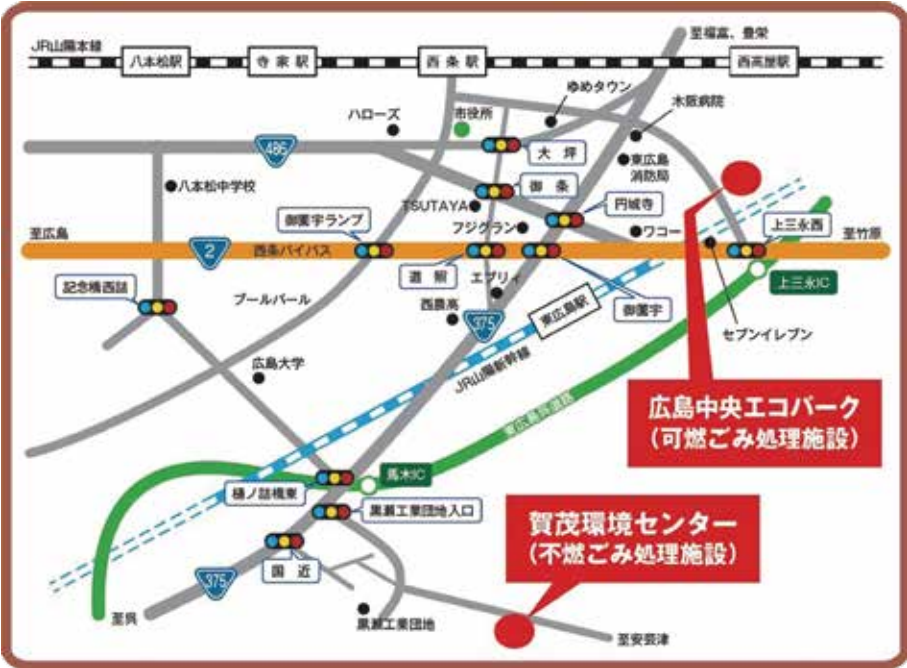 至福富、豊栄
JR山陽本線
八本松駅
寺家駅
西条駅
西高屋駅
ゆめタウン
木阪病院
ハローズ
市役所
486
大坪
東広島
消防局
八本松中学校
御条
TSUTAYA
円城寺
御薗宇ランプ
フジグラン
ワコー
上三永西
至広島
2
西条バイパス
至竹原
道照
エブリィ
御薗宇
上三永IC
記念橋西詰
ブールバール
西農高
375
東広島駅
セブンイレブン
広島大学
JR山陽新幹線
広島中央エコパーク
(可燃ごみ処理施設)
東広島呉道路
馬木IC
樋ノ詰橋東
黒瀬工業団地入口
賀茂環境センター
(不燃ごみ処理施設)
国近
375
至呉
黒瀬工業団地
至安芸津